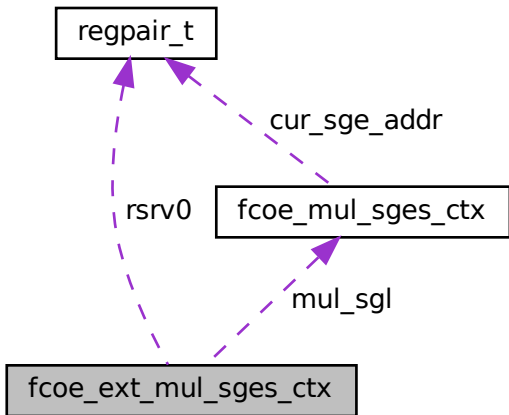 regpair_t
cur_sge_addr
rsrv0
fcoe_mul_sges_ctx
mul_sgl
fcoe_ext_mul_sges_ctx